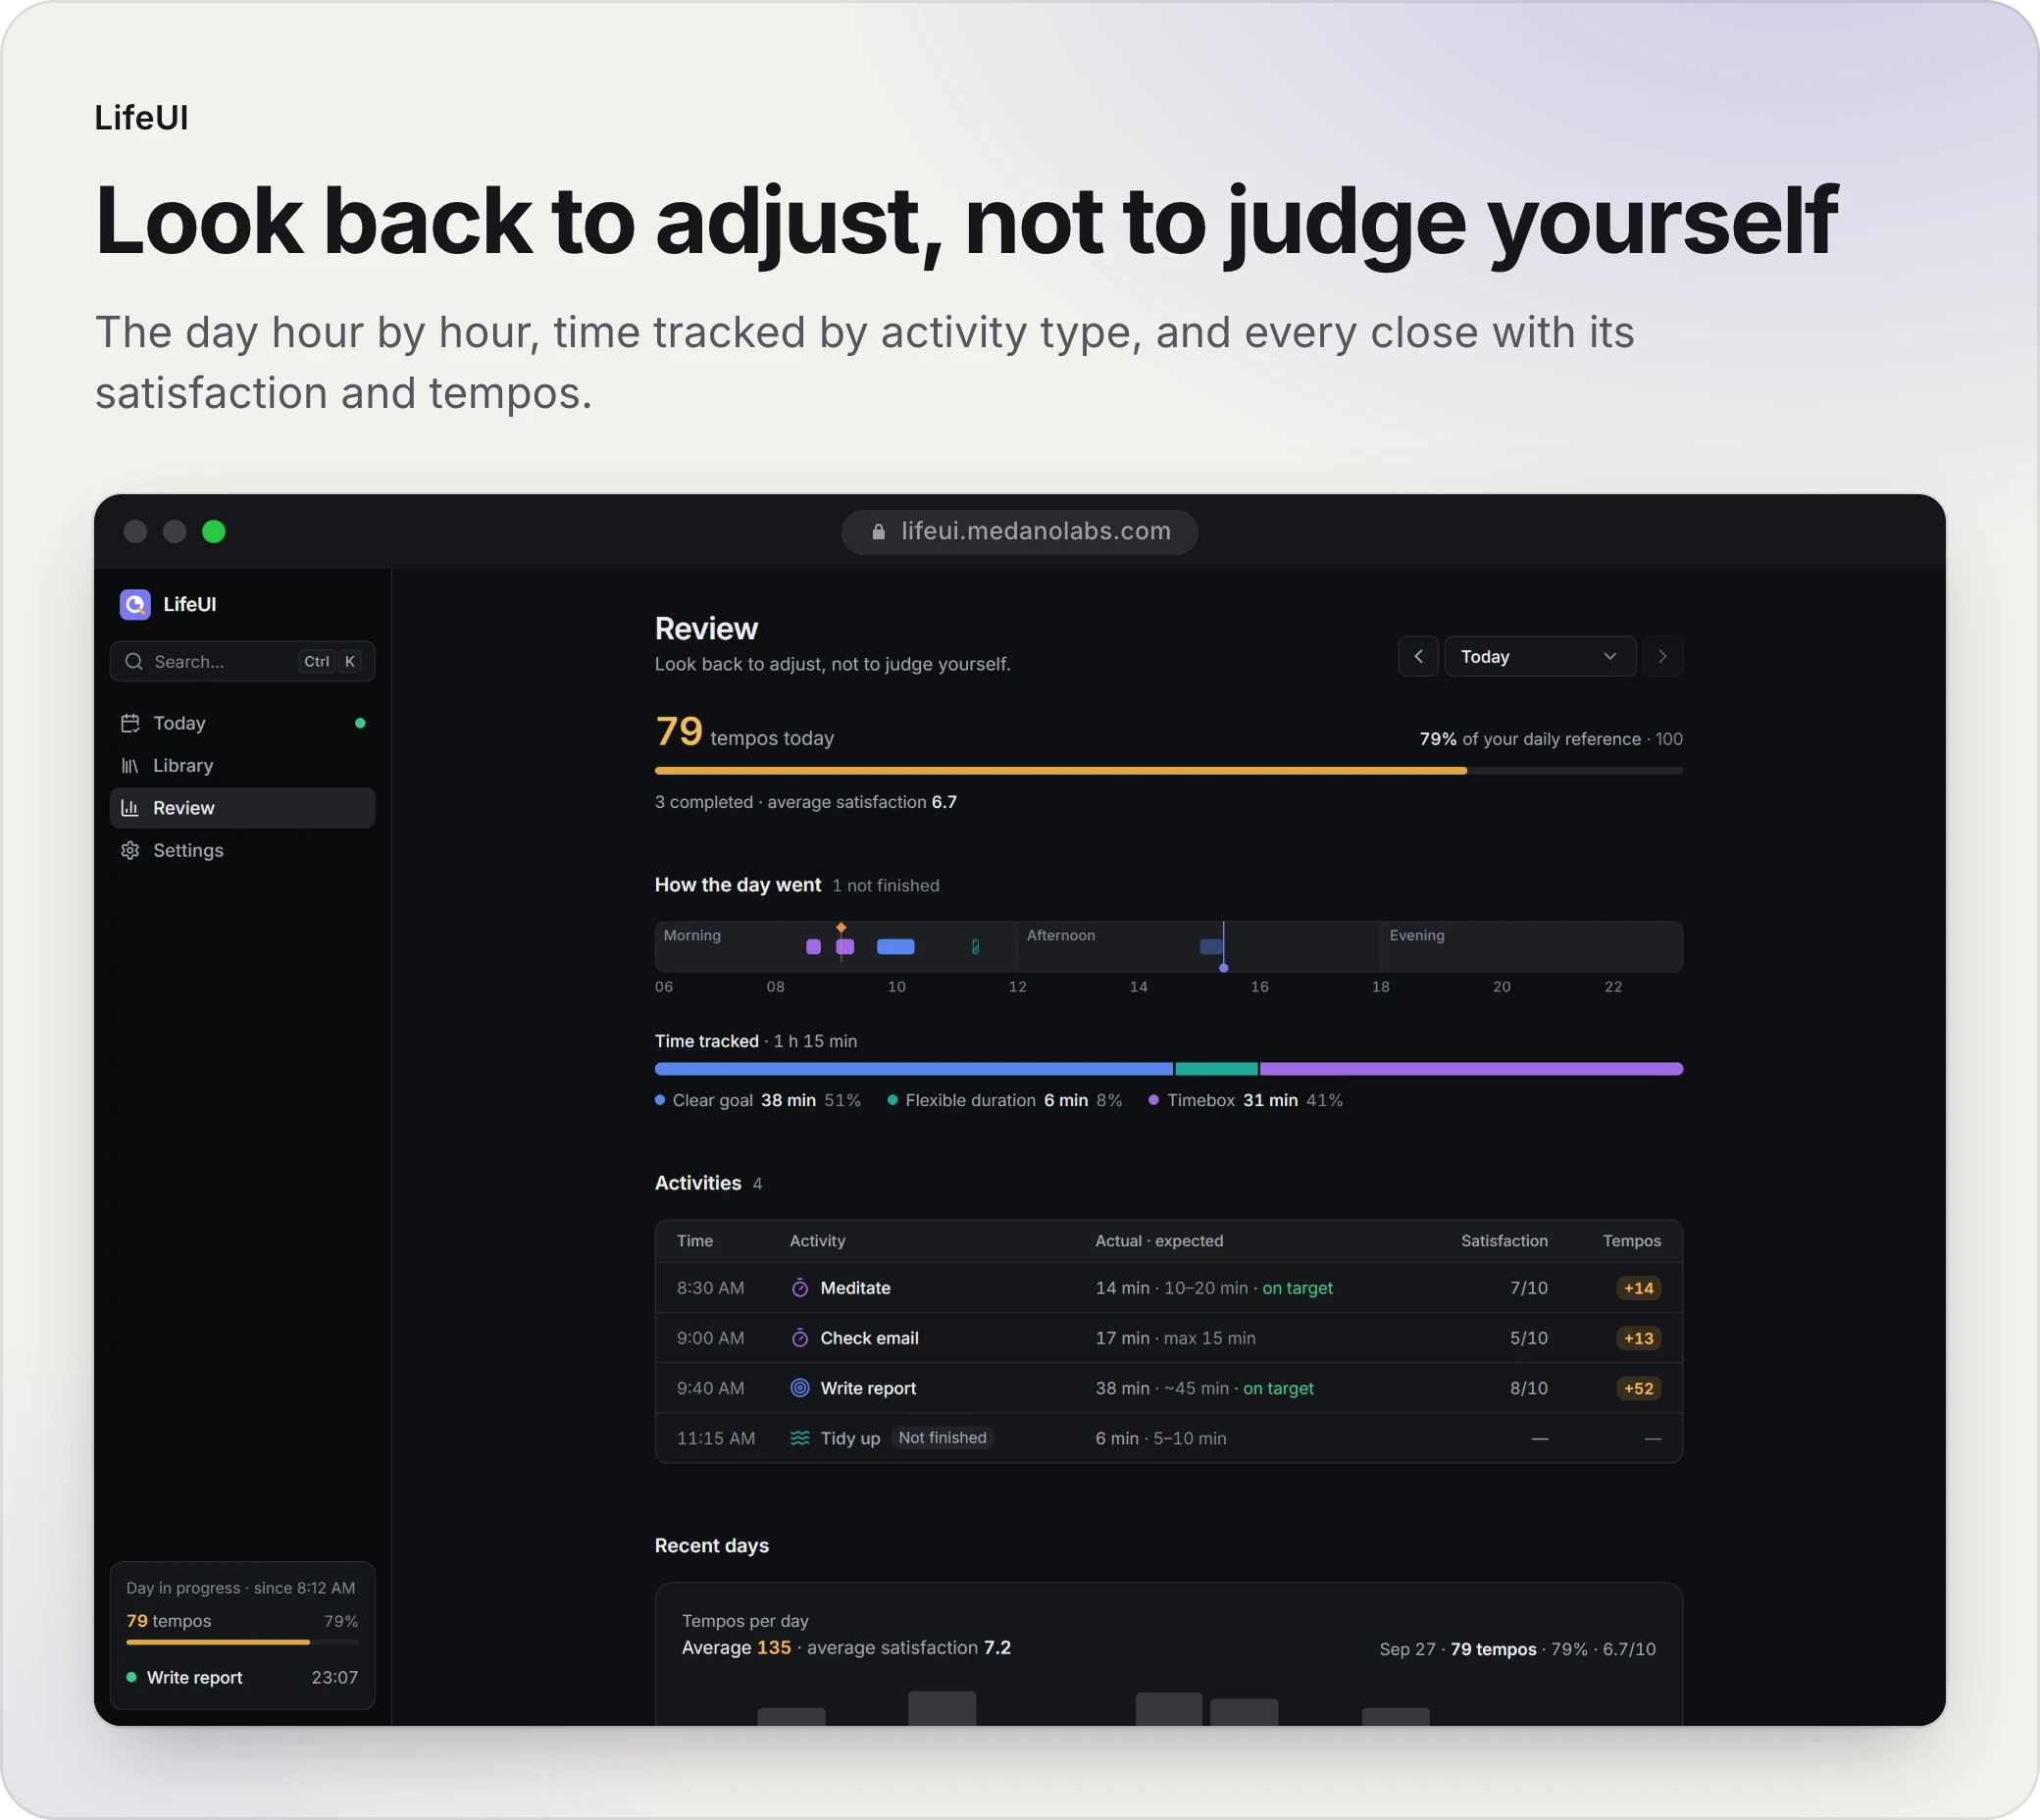 LifeUI
Look back to adjust, not to judge yourself
The day hour by hour, time tracked by activity type, and every close with its
satisfaction and tempos.
lifeui.medanolabs.com
LifeUI
Search... Ctrl K
Today
Library
Review
Settings
Day in progress · since 8:12 AM
79 tempos 79%
Write report 23:07
Review
Look back to adjust, not to judge yourself.
Today
79 tempos today 79% of your daily reference · 100
3 completed · average satisfaction 6.7
How the day went 1 not finished
Morning Afternoon Evening
06 08 10 12 14 16 18 20 22
Time tracked · 1 h 15 min
Clear goal 38 min 51% Flexible duration 6 min 8% Timebox 31 min 41%
Activities 4
Time Activity Actual · expected Satisfaction Tempos
8:30 AM Meditate 14 min · 10–20 min · on target 7/10 +14
9:00 AM Check email 17 min · max 15 min 5/10 +13
9:40 AM Write report 38 min · ~45 min · on target 8/10 +52
11:15 AM Tidy up Not finished 6 min · 5–10 min — —
Recent days
Tempos per day
Average 135 · average satisfaction 7.2 Sep 27 · 79 tempos · 79% · 6.7/10